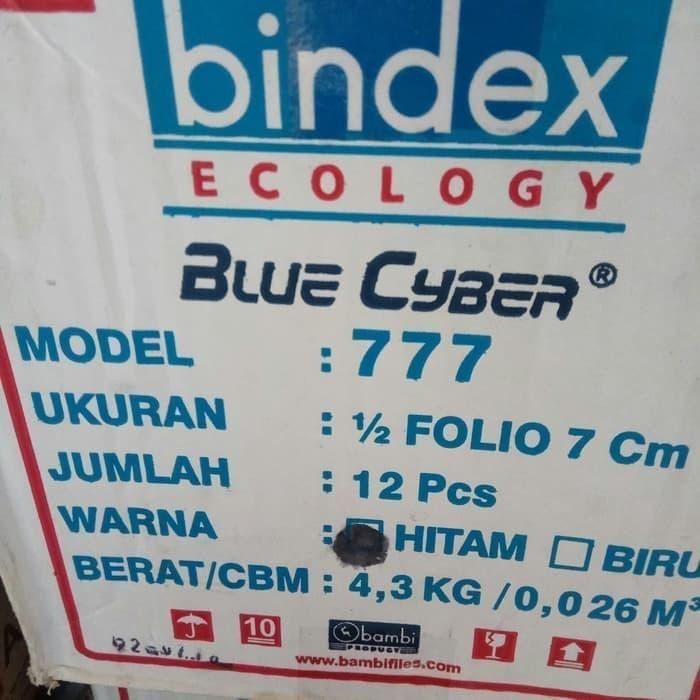 bindex
ECOLOGY
BLUE CYBER ®
MODEL : 777
UKURAN : ½ FOLIO 7 Cm
JUMLAH : 12 Pcs
WARNA : HITAM BIRU
BERAT/CBM : 4,3 KG / 0,026 M³
10
bambi
PRODUCT
www.bambifiles.com